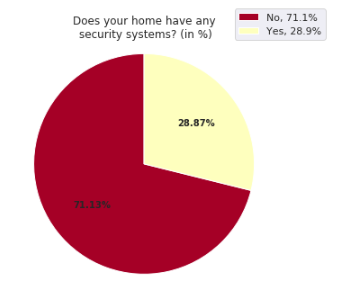 Does your home have any
security systems? (in %)
No, 71.1%
Yes, 28.9%
28.87%
71.13%